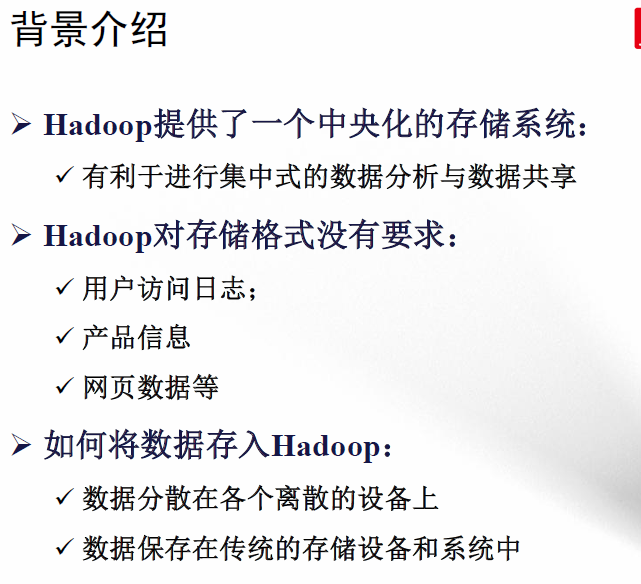 背景介绍
Hadoop提供了一个中央化的存储系统：
有利于进行集中式的数据分析与数据共享
Hadoop对存储格式没有要求：
用户访问日志；
产品信息
网页数据等
如何将数据存入Hadoop：
数据分散在各个离散的设备上
数据保存在传统的存储设备和系统中